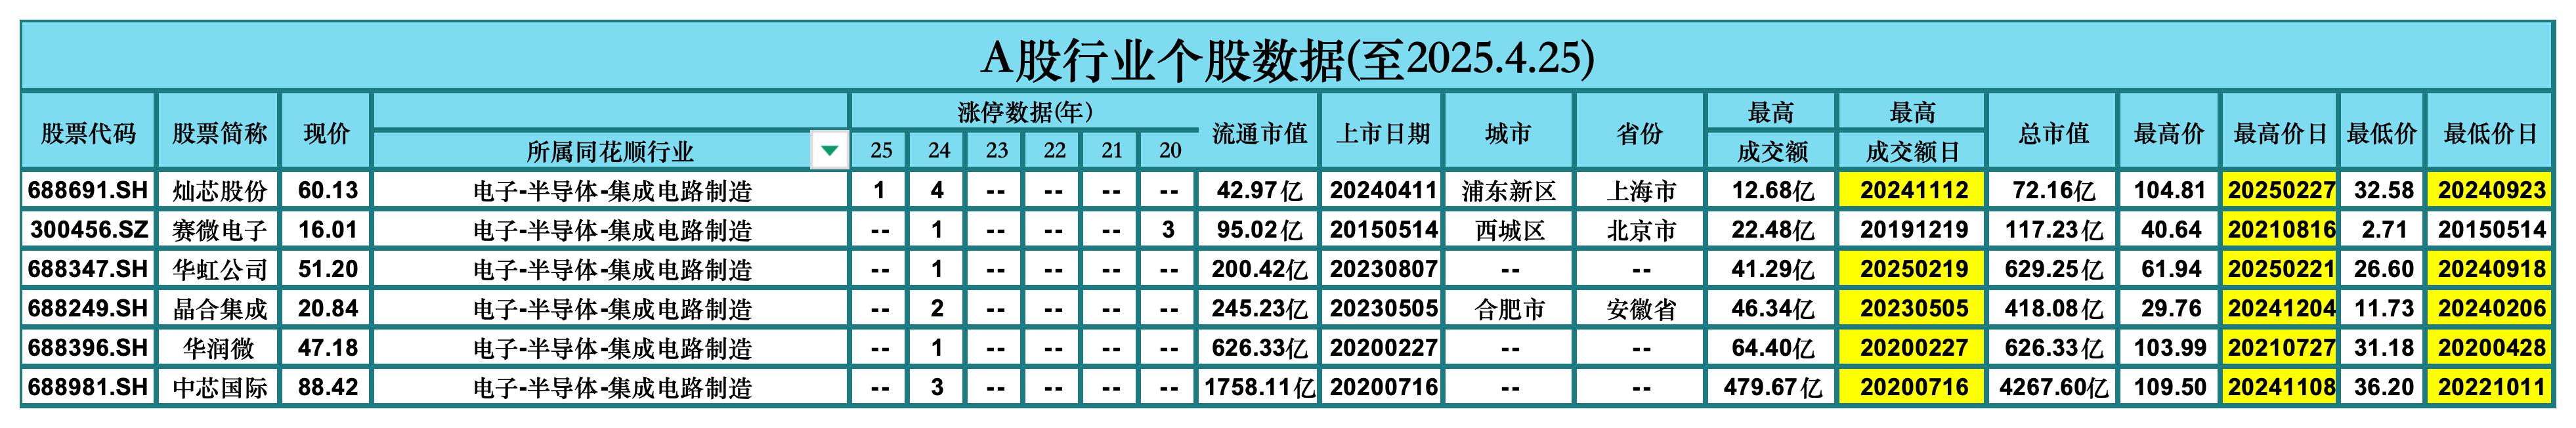 A股行业个股数据(至2025.4.25)
股票代码 股票简称 现价 所属同花顺行业 涨停数据(年) 流通市值 上市日期 城市 省份 最高 最高 总市值 最高价 最高价日 最低价 最低价日
25 24 23 22 21 20 成交额 成交额日
688691.SH 灿芯股份 60.13 电子-半导体-集成电路制造 1 4 -- -- -- -- 42.97亿 20240411 浦东新区 上海市 12.68亿 20241112 72.16亿 104.81 20250227 32.58 20240923
300456.SZ 赛微电子 16.01 电子-半导体-集成电路制造 -- 1 -- -- -- 3 95.02亿 20150514 西城区 北京市 22.48亿 20191219 117.23亿 40.64 20210816 2.71 20150514
688347.SH 华虹公司 51.20 电子-半导体-集成电路制造 -- 1 -- -- -- -- 200.42亿 20230807 -- -- 41.29亿 20250219 629.25亿 61.94 20250221 26.60 20240918
688249.SH 晶合集成 20.84 电子-半导体-集成电路制造 -- 2 -- -- -- -- 245.23亿 20230505 合肥市 安徽省 46.34亿 20230505 418.08亿 29.76 20241204 11.73 20240206
688396.SH 华润微 47.18 电子-半导体-集成电路制造 -- 1 -- -- -- -- 626.33亿 20200227 -- -- 64.40亿 20200227 626.33亿 103.99 20210727 31.18 20200428
688981.SH 中芯国际 88.42 电子-半导体-集成电路制造 -- 3 -- -- -- -- 1758.11亿 20200716 -- -- 479.67亿 20200716 4267.60亿 109.50 20241108 36.20 20221011